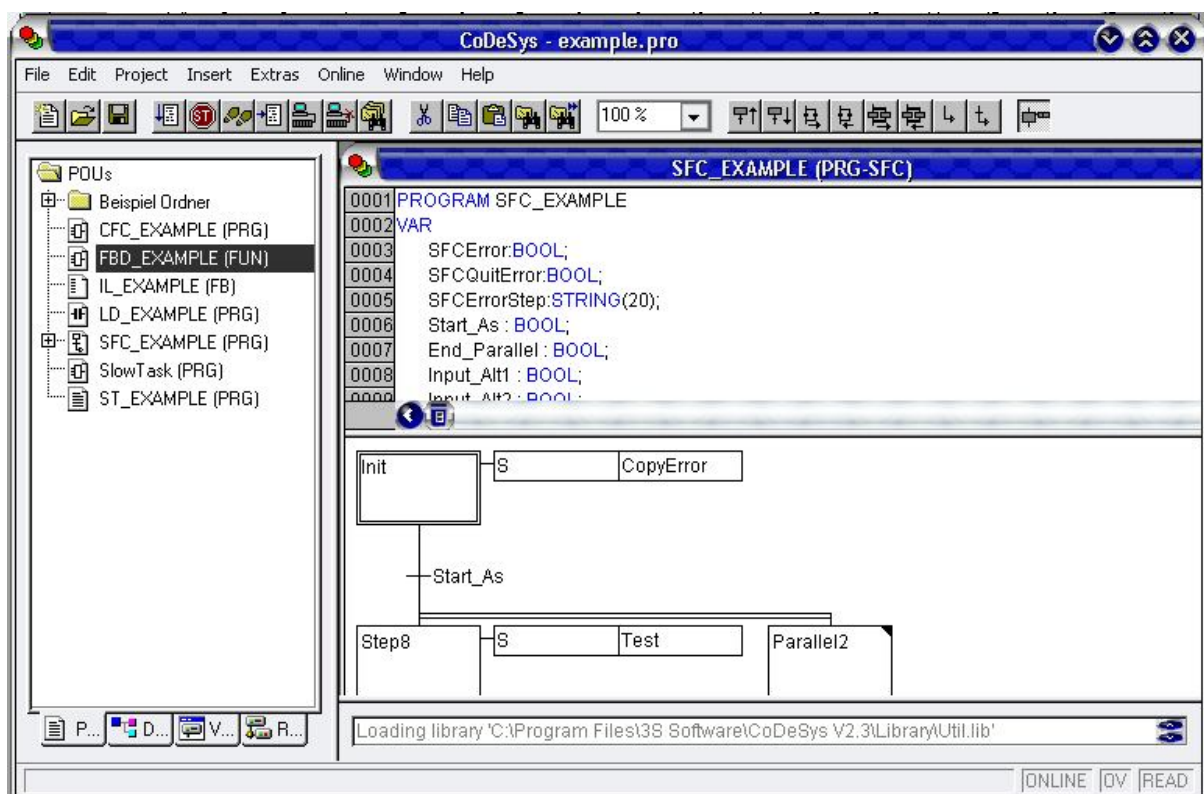 CoDeSys - example.pro
File Edit Project Insert Extras Online Window Help
100 %
POUs
Beispiel Ordner
CFC_EXAMPLE (PRG)
FBD_EXAMPLE (FUN)
IL_EXAMPLE (FB)
LD_EXAMPLE (PRG)
SFC_EXAMPLE (PRG)
SlowTask (PRG)
ST_EXAMPLE (PRG)
P... D... V... R...
SFC_EXAMPLE (PRG-SFC)
0001 PROGRAM SFC_EXAMPLE
0002 VAR
0003 SFCError:BOOL;
0004 SFCQuitError:BOOL;
0005 SFCErrorStep:STRING(20);
0006 Start_As : BOOL;
0007 End_Parallel : BOOL;
0008 Input_Alt1 : BOOL;
0009 Input_Alt2 : BOOL;
Init S CopyError
Start_As
Step8 S Test Parallel2
Loading library 'C:\Program Files\3S Software\CoDeSys V2.3\Library\Util.lib'
ONLINE OV READ